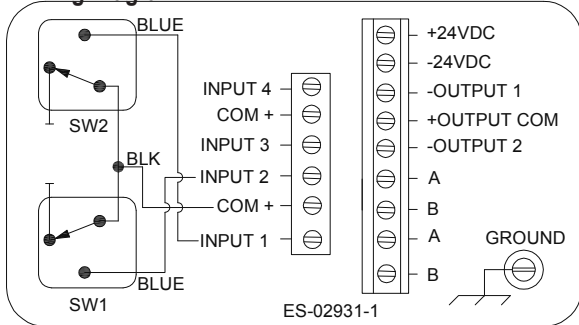 BLUE
SW2
BLK
SW1
BLUE
INPUT 4
COM +
INPUT 3
INPUT 2
COM +
INPUT 1
+24VDC
-24VDC
-OUTPUT 1
+OUTPUT COM
-OUTPUT 2
A
B
A
B
GROUND
ES-02931-1